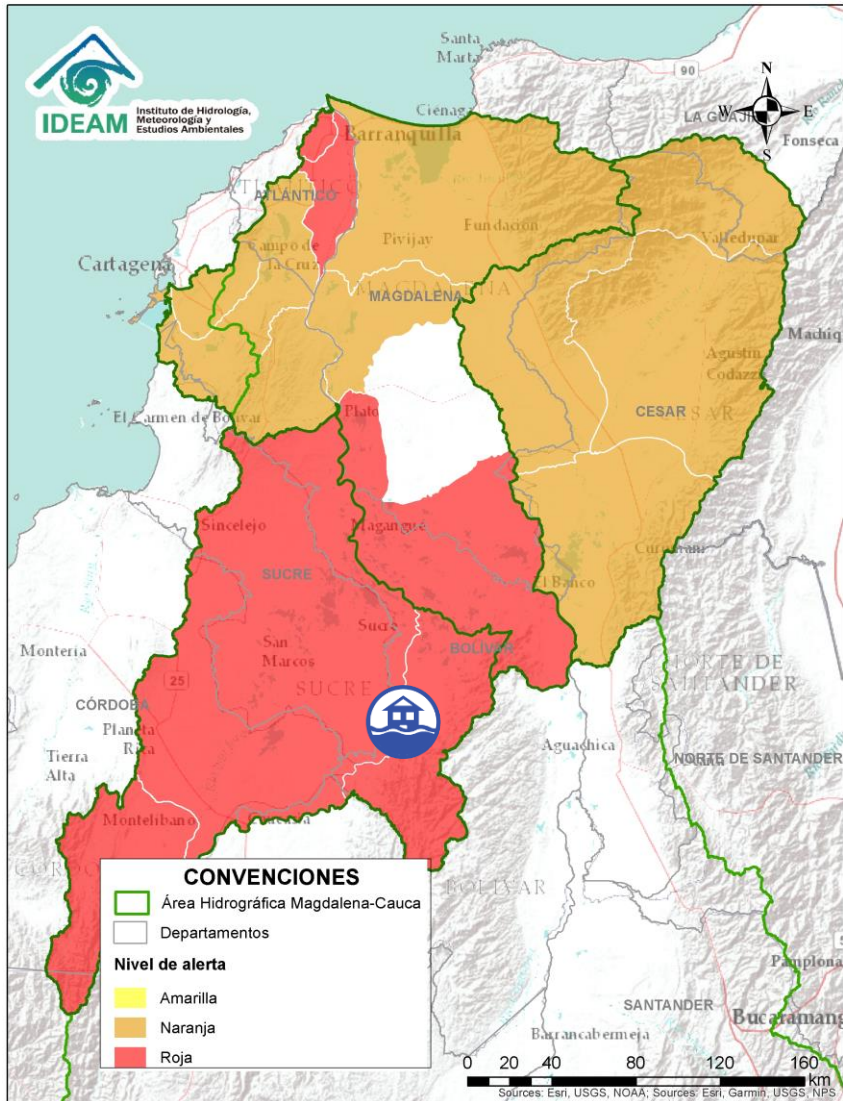 IDEAM
Instituto de Hidrología,
Meteorología y
Estudios Ambientales
Santa
Marta
Ciénaga
90
N
W
E
S
LA GUAJI
Fonseca
Barranquilla
ATLÁNTICO
Fundación
Valledupar
Pivijay
Campo de
la Cruz
Cartagena
MAGDALENA
MAGDALENA
Machiq
Agustín
Codazzi
CESAR
El Carmen de Bolívar
Plato
Sincelejo
Magangué
SUCRE
El Banco
Sucre
BOLÍVAR
Montería
San
Marcos
SUCRE
25
NORTE DE
SANTANDER
CÓRDOBA
Planeta
Rica
Aguachica
Tierra
Alta
NORTE DE SANTANDER
Montelibano
BOLÍVAR
CONVENCIONES
Área Hidrográfica Magdalena-Cauca
Departamentos
Nivel de alerta
Amarilla
Naranja
Roja
Pamplona
SANTANDER
Bucaramang
Barrancabermeja
0 20 40 80 120 160
km
Sources: Esri, USGS, NOAA; Sources: Esri, Garmin, USGS, NPS